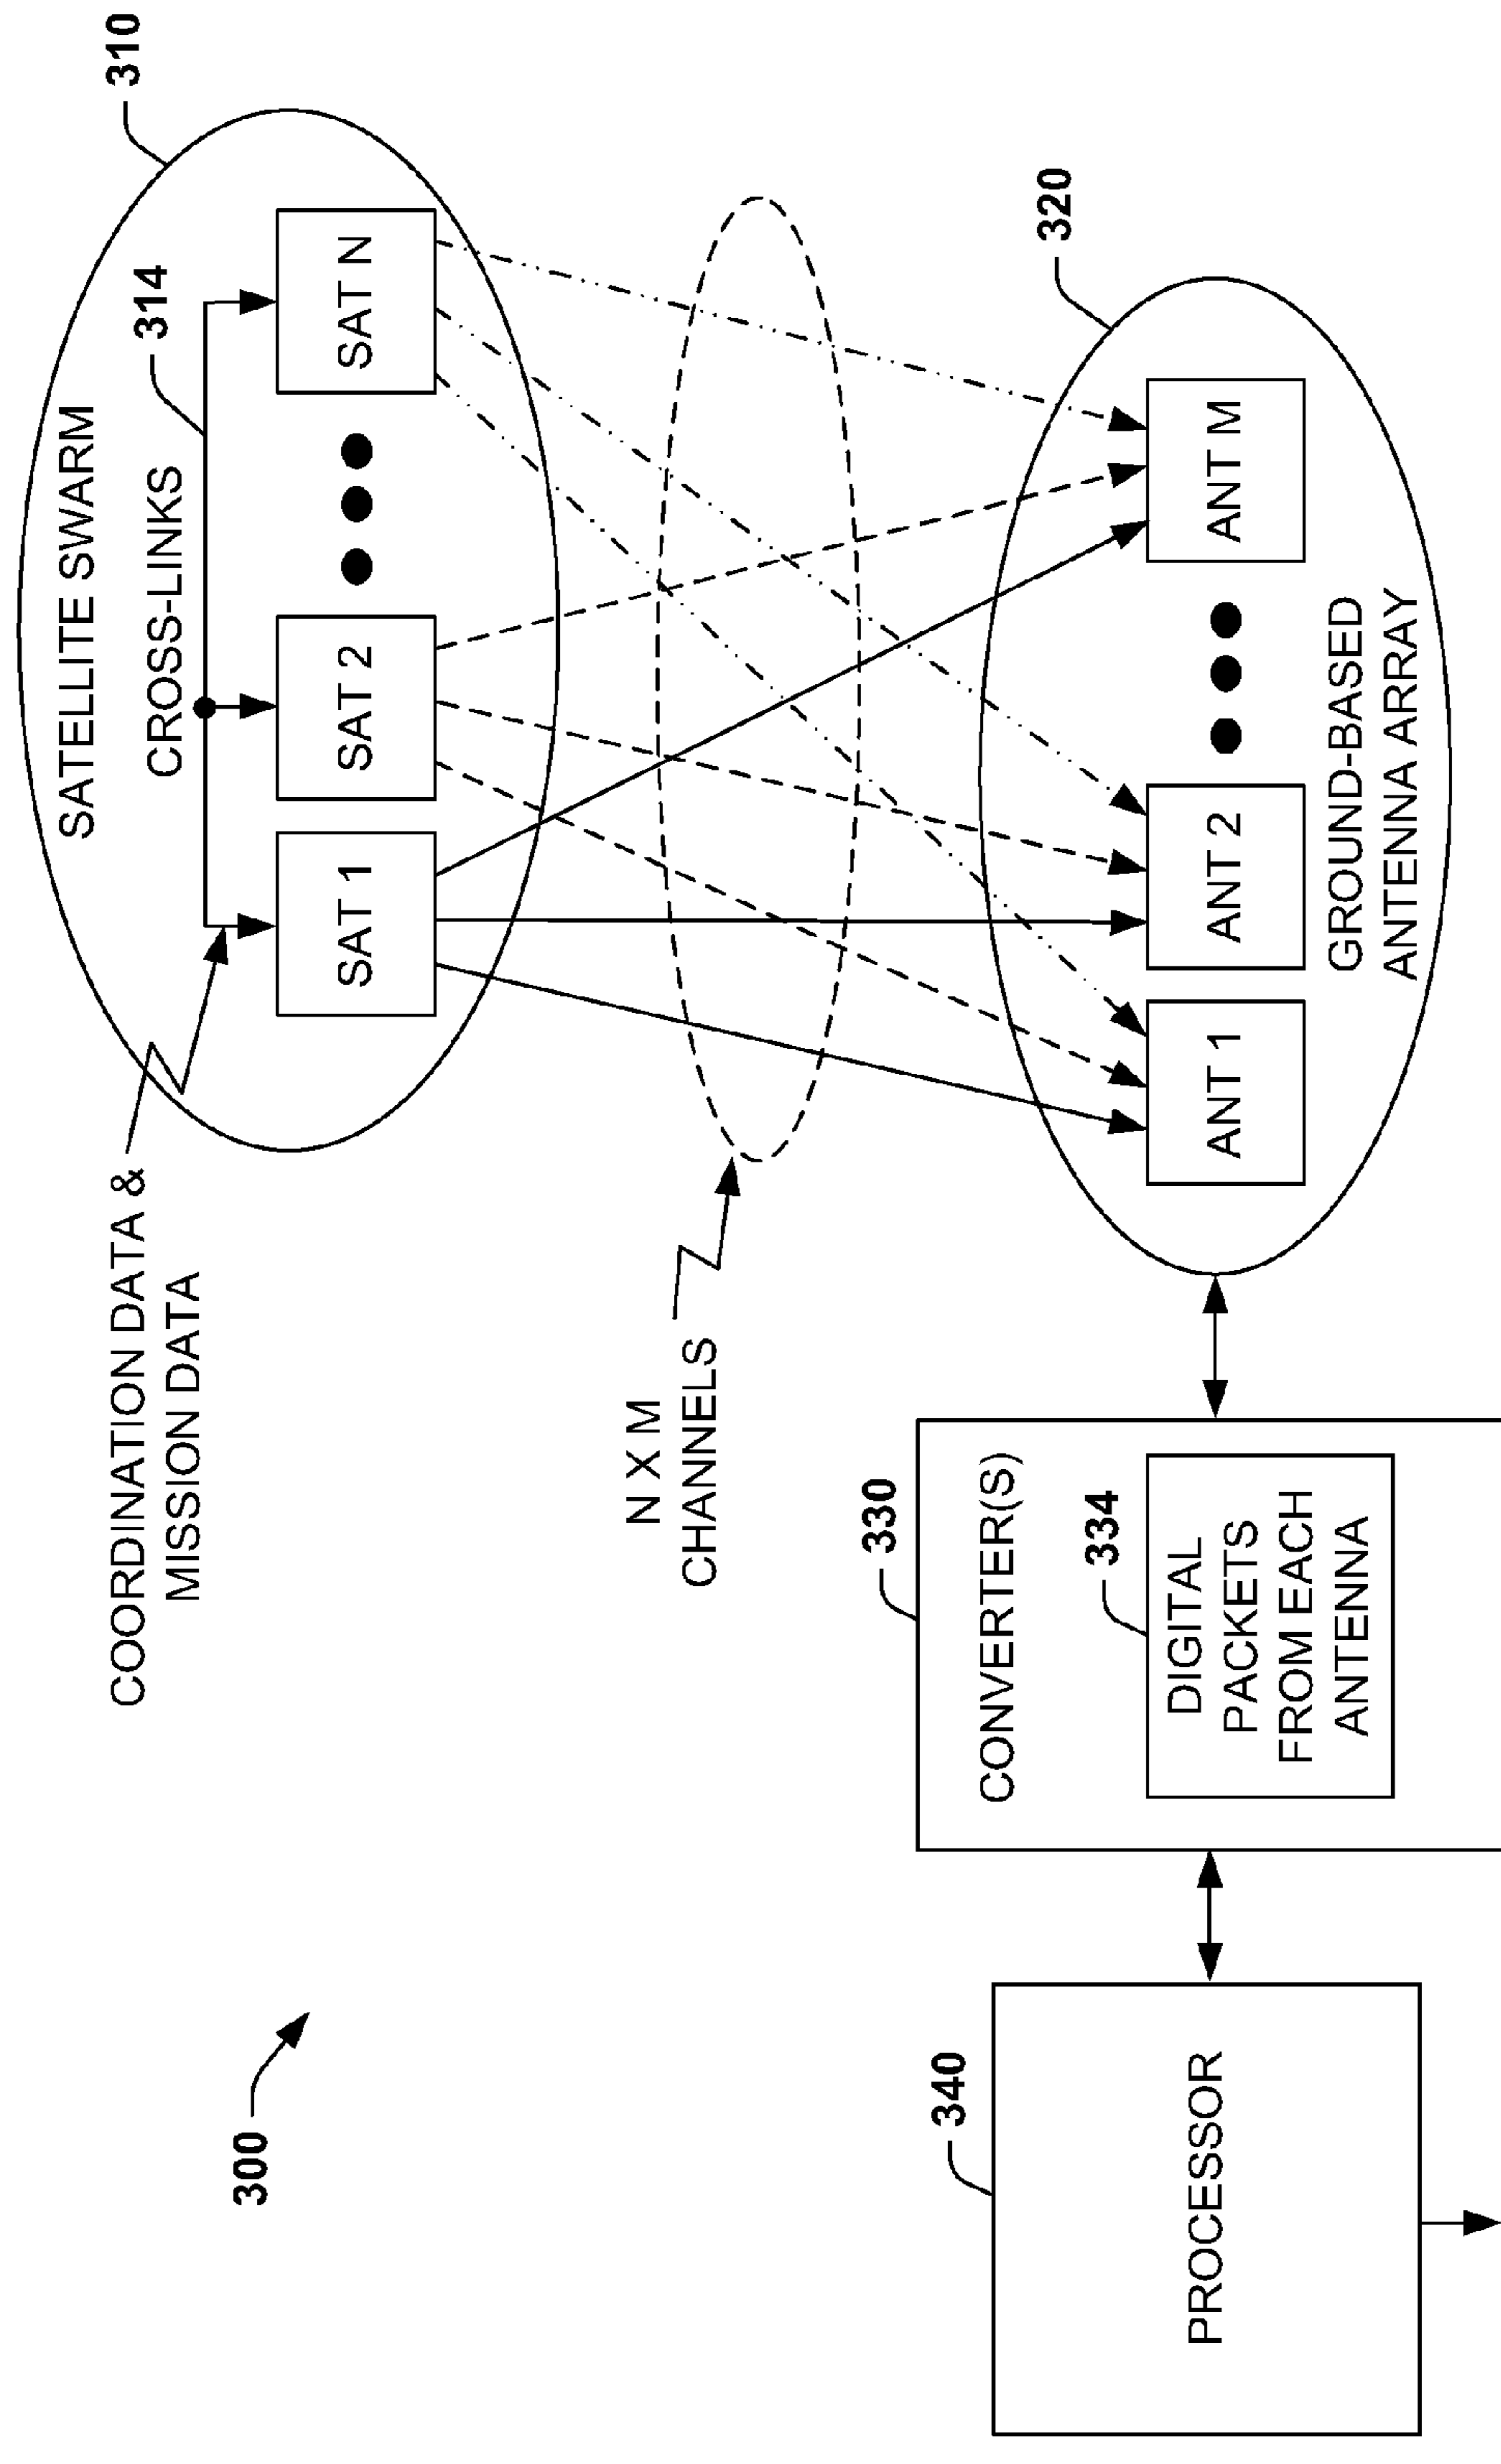 300
COORDINATION DATA &
MISSION DATA
SATELLITE SWARM
310
CROSS-LINKS
314
SAT 1
SAT 2
SAT N
N X M
CHANNELS
340
PROCESSOR
330
CONVERTER(S)
334
DIGITAL
PACKETS
FROM EACH
ANTENNA
320
ANT 1
ANT 2
ANT M
GROUND-BASED
ANTENNA ARRAY